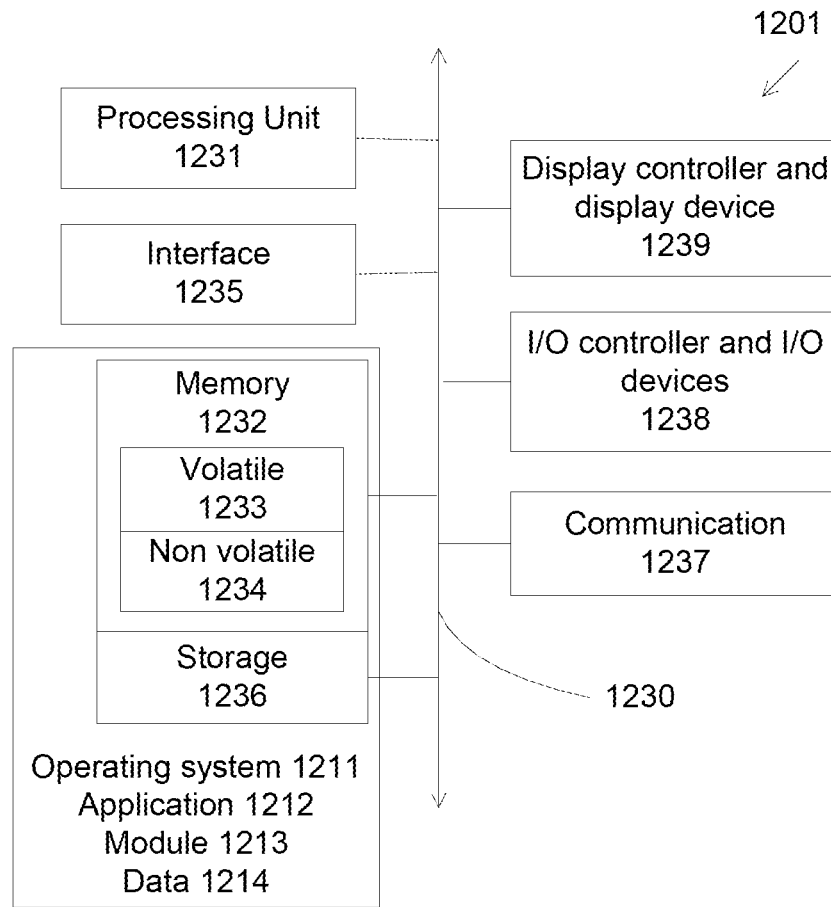 1201
Processing Unit
1231
Display controller and
display device
1239
Interface
1235
I/O controller and I/O
devices
1238
Memory
1232
Volatile
1233
Non volatile
1234
Communication
1237
Storage
1236
1230
Operating system 1211
Application 1212
Module 1213
Data 1214